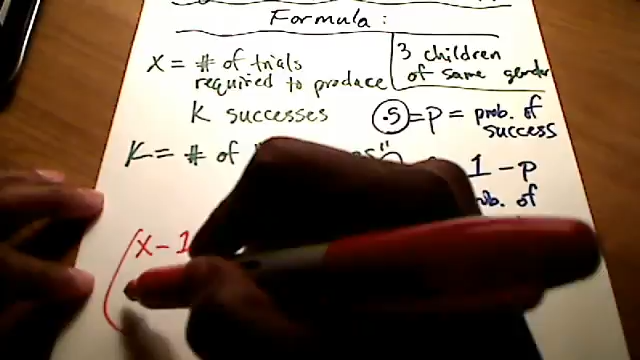 Formula :
X = # of trials
required to produce
K successes
3 children
of same gender
.5 = p = prob. of
success
K = # of
1 - p
of
(x - 1